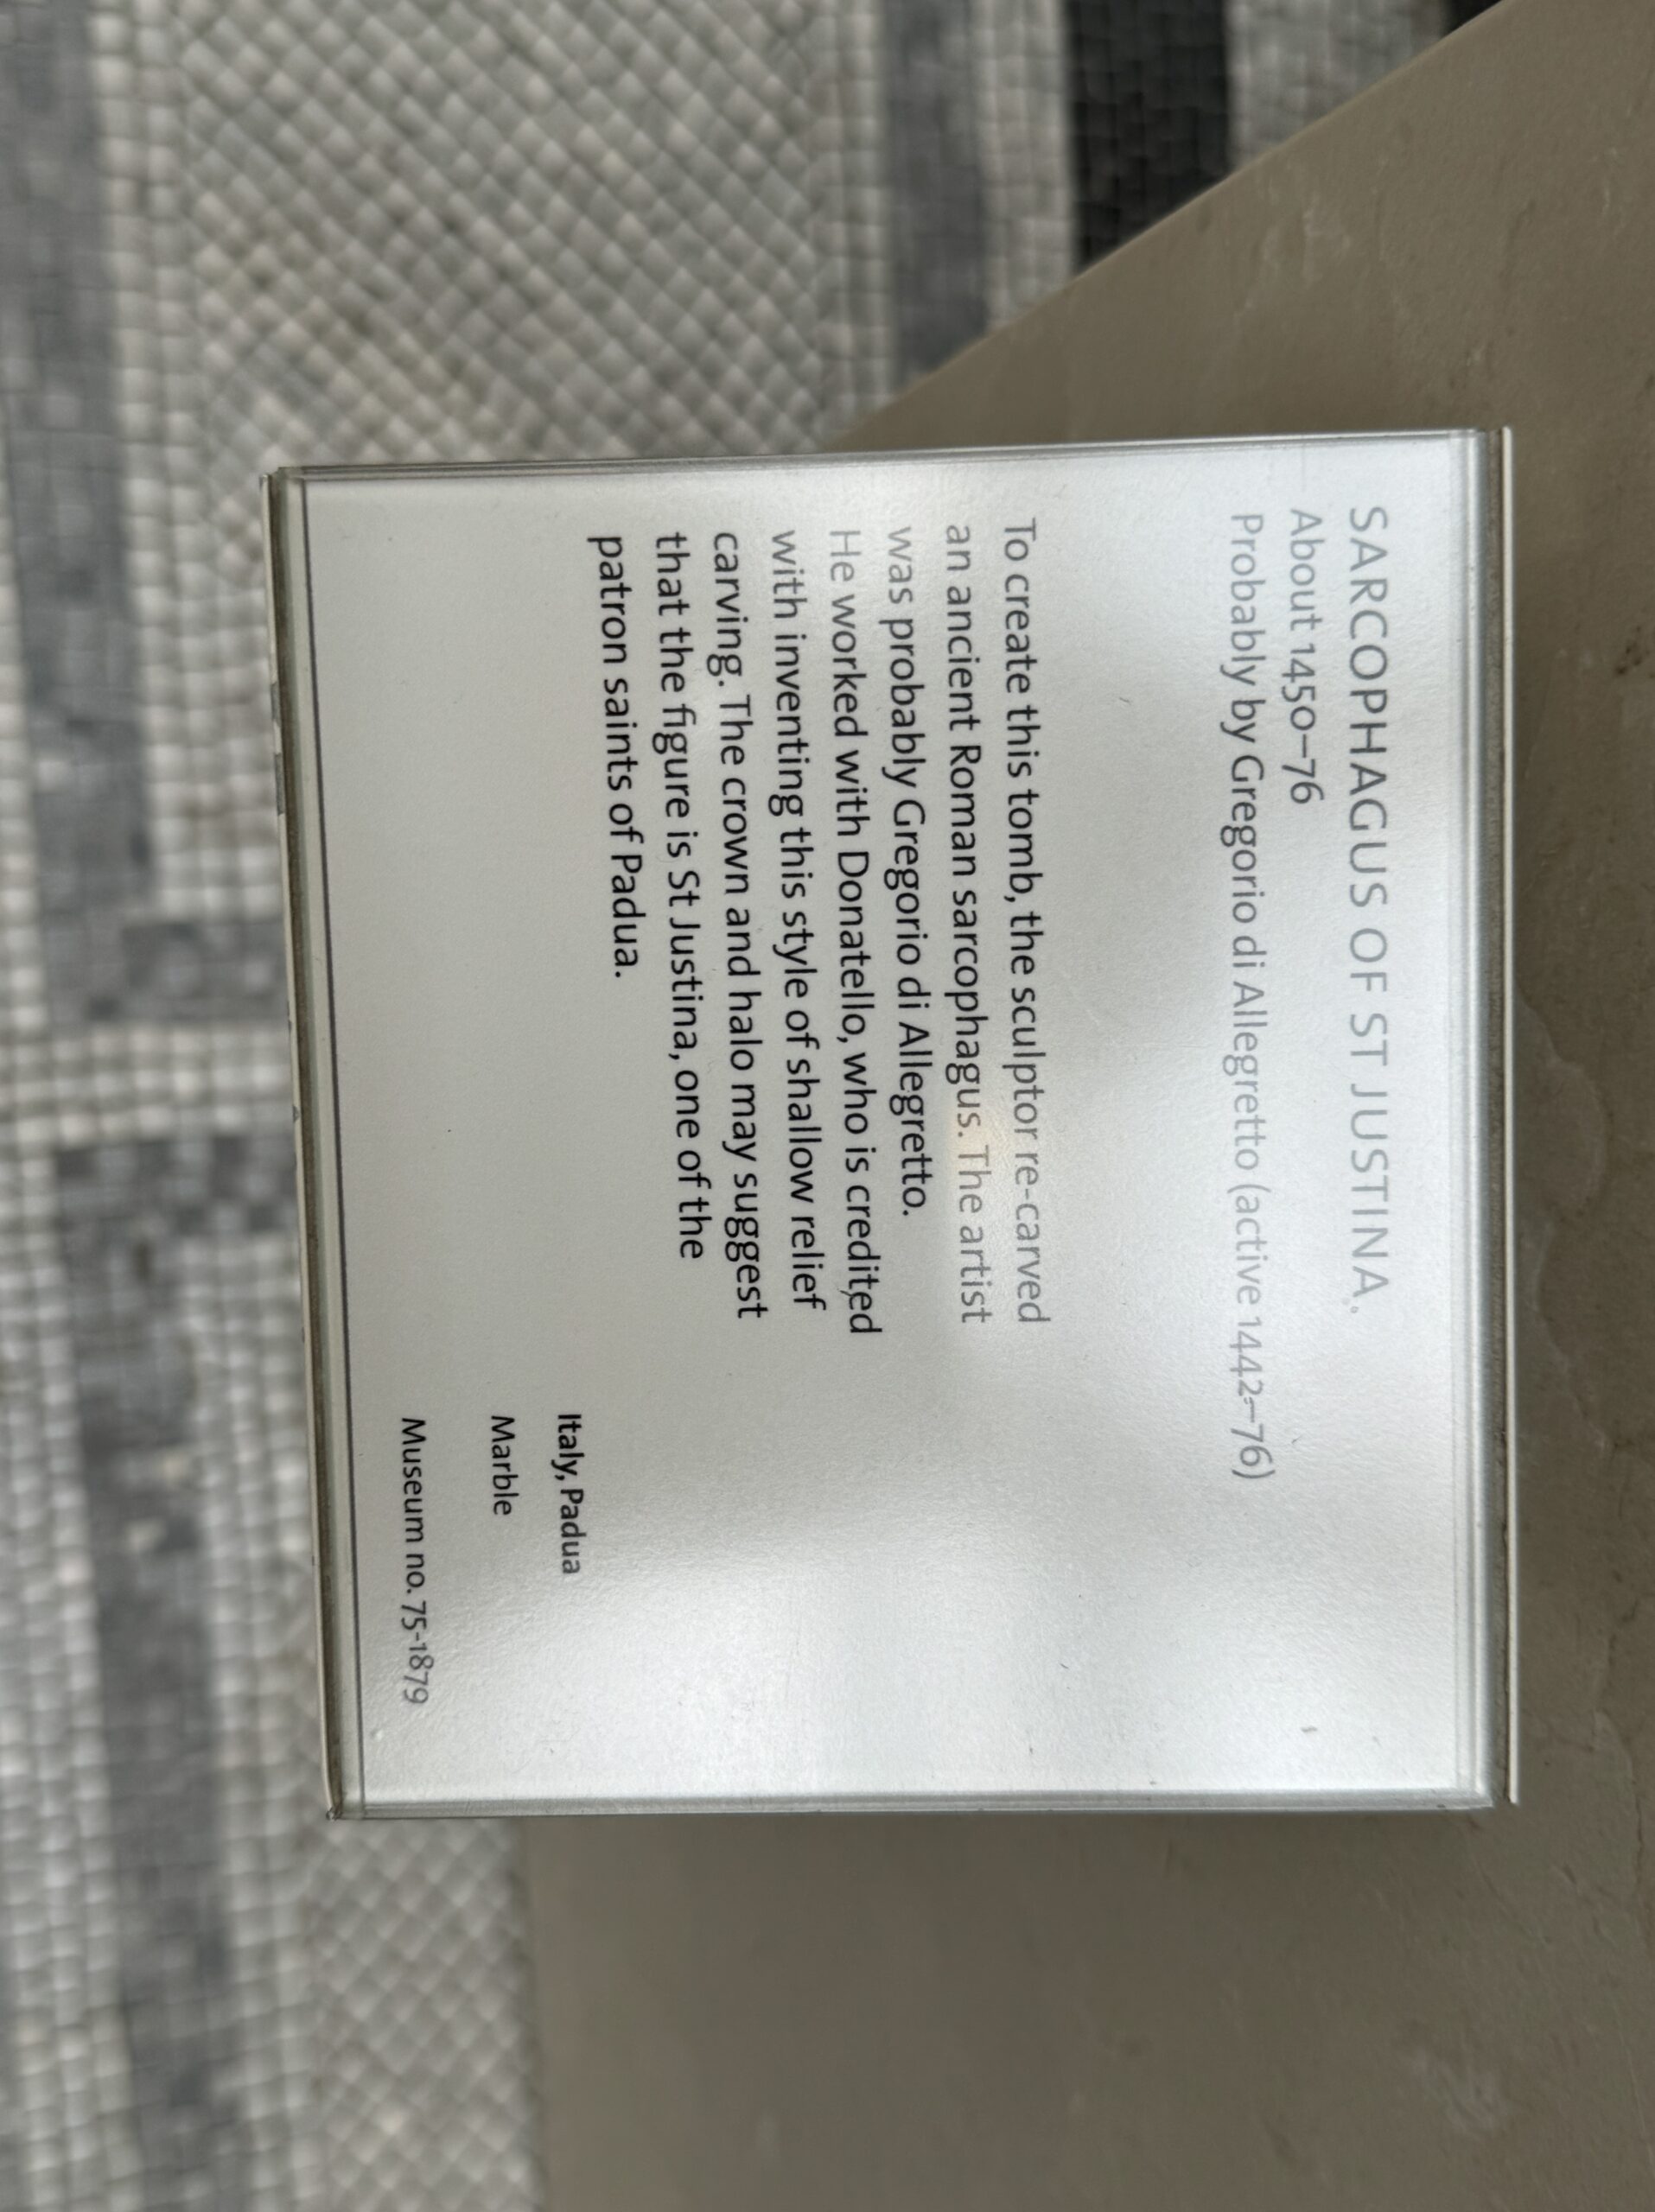 SARCOPHAGUS OF ST JUSTINA
About 1450–76
Probably by Gregorio di Allegretto (active 1442–76)
To create this tomb, the sculptor re-carved
an ancient Roman sarcophagus. The artist
was probably Gregorio di Allegretto.
He worked with Donatello, who is credited
with inventing this style of shallow relief
carving. The crown and halo may suggest
that the figure is St Justina, one of the
patron saints of Padua.
Italy, Padua
Marble
Museum no. 75-1879